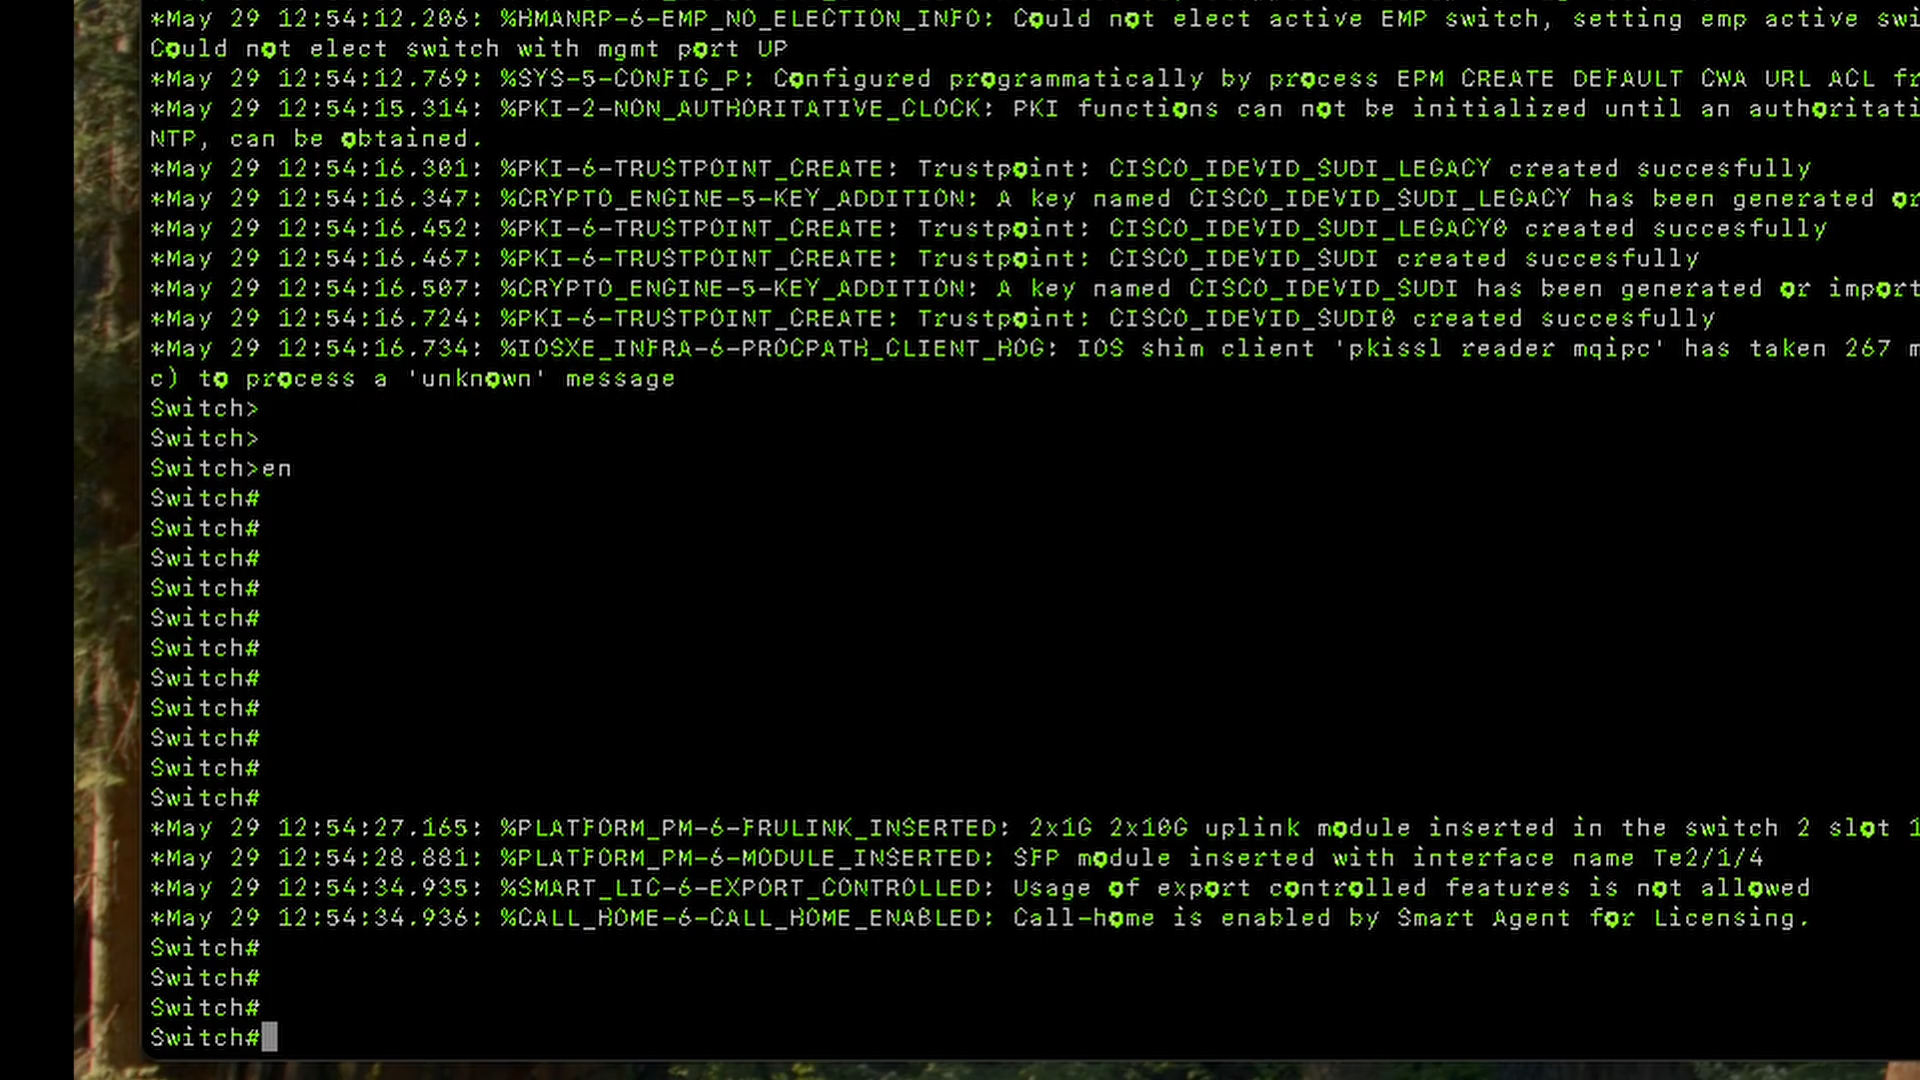 *May 29 12:54:12.206: %HMANRP-6-EMP_NO_ELECTION_INFO: Could not elect active EMP switch, setting emp active swi
Could not elect switch with mgmt port UP
*May 29 12:54:12.769: %SYS-5-CONFIG_P: Configured programmatically by process EPM CREATE DEFAULT CWA URL ACL fr
*May 29 12:54:15.314: %PKI-2-NON_AUTHORITATIVE_CLOCK: PKI functions can not be initialized until an authoritati
NTP, can be obtained.
*May 29 12:54:16.301: %PKI-6-TRUSTPOINT_CREATE: Trustpoint: CISCO_IDEVID_SUDI_LEGACY created succesfully
*May 29 12:54:16.347: %CRYPTO_ENGINE-5-KEY_ADDITION: A key named CISCO_IDEVID_SUDI_LEGACY has been generated or
*May 29 12:54:16.452: %PKI-6-TRUSTPOINT_CREATE: Trustpoint: CISCO_IDEVID_SUDI_LEGACY0 created succesfully
*May 29 12:54:16.467: %PKI-6-TRUSTPOINT_CREATE: Trustpoint: CISCO_IDEVID_SUDI created succesfully
*May 29 12:54:16.507: %CRYPTO_ENGINE-5-KEY_ADDITION: A key named CISCO_IDEVID_SUDI has been generated or import
*May 29 12:54:16.724: %PKI-6-TRUSTPOINT_CREATE: Trustpoint: CISCO_IDEVID_SUDI0 created succesfully
*May 29 12:54:16.734: %IOSXE_INFRA-6-PROCPATH_CLIENT_HOG: IOS shim client 'pkissl reader mqipc' has taken 267 m
c) to process a 'unknown' message
Switch>
Switch>
Switch>en
Switch#
Switch#
Switch#
Switch#
Switch#
Switch#
Switch#
Switch#
Switch#
Switch#
Switch#
*May 29 12:54:27.165: %PLATFORM_PM-6-FRULINK_INSERTED: 2x1G 2x10G uplink module inserted in the switch 2 slot 1
*May 29 12:54:28.881: %PLATFORM_PM-6-MODULE_INSERTED: SFP module inserted with interface name Te2/1/4
*May 29 12:54:34.935: %SMART_LIC-6-EXPORT_CONTROLLED: Usage of export controlled features is not allowed
*May 29 12:54:34.936: %CALL_HOME-6-CALL_HOME_ENABLED: Call-home is enabled by Smart Agent for Licensing.
Switch#
Switch#
Switch#
Switch#